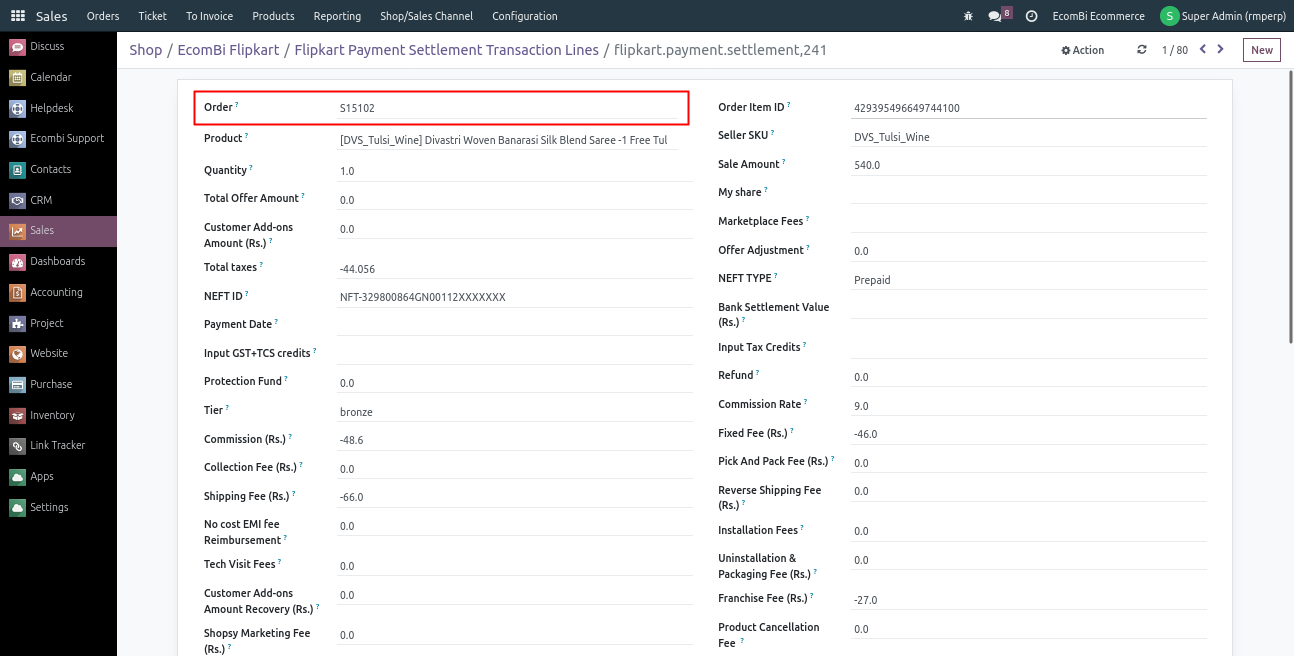 Sales Orders Ticket To Invoice Products Reporting Shop/Sales Channel Configuration 8 EcomBi Ecommerce S Super Admin (rmperp)
Shop / EcomBi Flipkart / Flipkart Payment Settlement Transaction Lines / flipkart.payment.settlement,241 Action 1 / 80 New
Discuss
Calendar
Helpdesk
Ecombi Support
Contacts
CRM
Sales
Dashboards
Accounting
Project
Website
Purchase
Inventory
Link Tracker
Apps
Settings
Order ? S15102
Product ? [DVS_Tulsi_Wine] Divastri Woven Banarasi Silk Blend Saree -1 Free Tul
Quantity ? 1.0
Total Offer Amount ? 0.0
Customer Add-ons
Amount (Rs.) ? 0.0
Total taxes ? -44.056
NEFT ID ? NFT-329800864GN00112XXXXXXX
Payment Date ?
Input GST+TCS credits ?
Protection Fund ? 0.0
Tier ? bronze
Commission (Rs.) ? -48.6
Collection Fee (Rs.) ? 0.0
Shipping Fee (Rs.) ? -66.0
No cost EMI fee
Reimbursement ? 0.0
Tech Visit Fees ? 0.0
Customer Add-ons
Amount Recovery (Rs.) ? 0.0
Shopsy Marketing Fee
(Rs.) ? 0.0
Order Item ID ? 429395496649744100
Seller SKU ? DVS_Tulsi_Wine
Sale Amount ? 540.0
My share ?
Marketplace Fees ?
Offer Adjustment ? 0.0
NEFT TYPE ? Prepaid
Bank Settlement Value
(Rs.) ?
Input Tax Credits ?
Refund ? 0.0
Commission Rate ? 9.0
Fixed Fee (Rs.) ? -46.0
Pick And Pack Fee (Rs.) ? 0.0
Reverse Shipping Fee
(Rs.) ? 0.0
Installation Fees ? 0.0
Uninstallation &
Packaging Fee (Rs.) ? 0.0
Franchise Fee (Rs.) ? -27.0
Product Cancellation
Fee ? 0.0